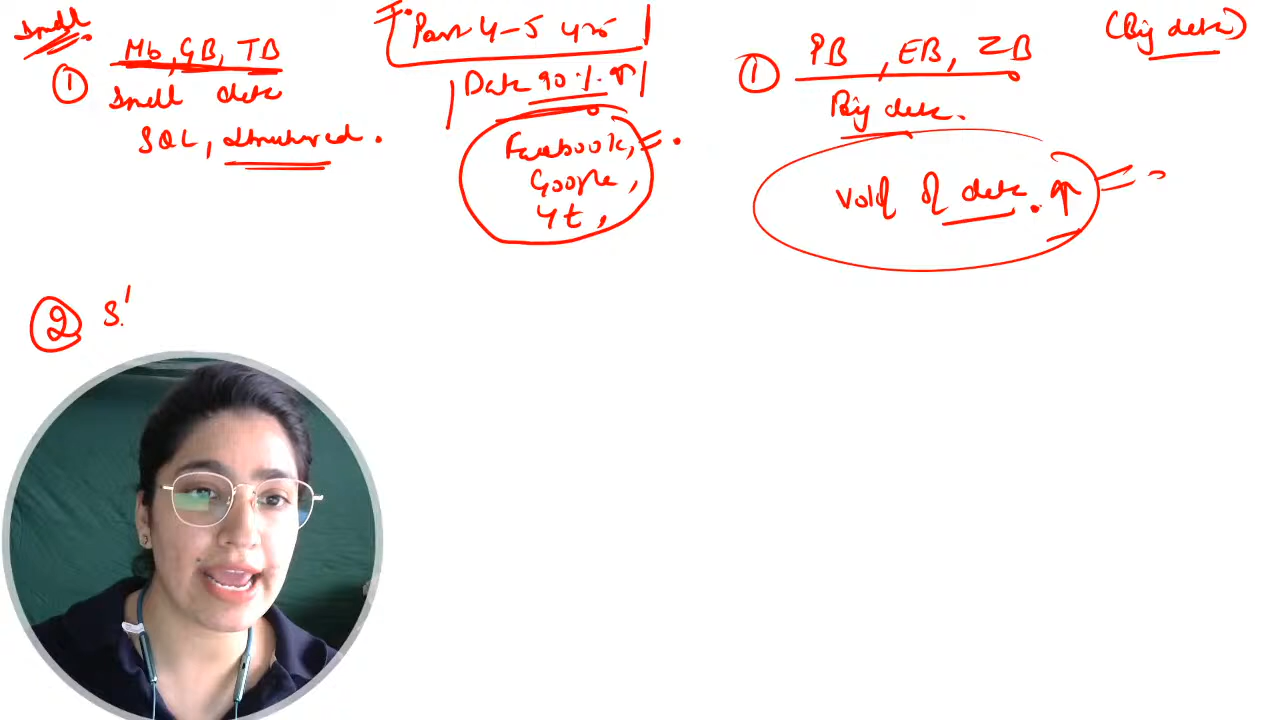 Small.
Mb, GB, TB
① Small data
SQL, structured.
Past 4-5 yrs
Data 90%
Facebook,
Google,
yt,
(Big data)
① PB, EB, ZB
Big data.
of data.
② S